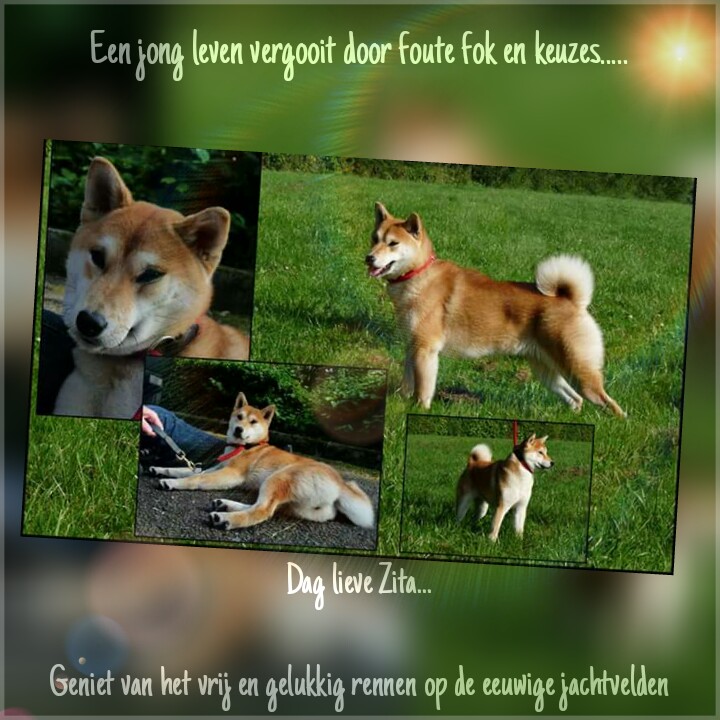 Een jong leven vergooit door foute fok en keuzes.....
Dag lieve Zita...
Geniet van het vrij en gelukkig rennen op de eeuwige jachtvelden